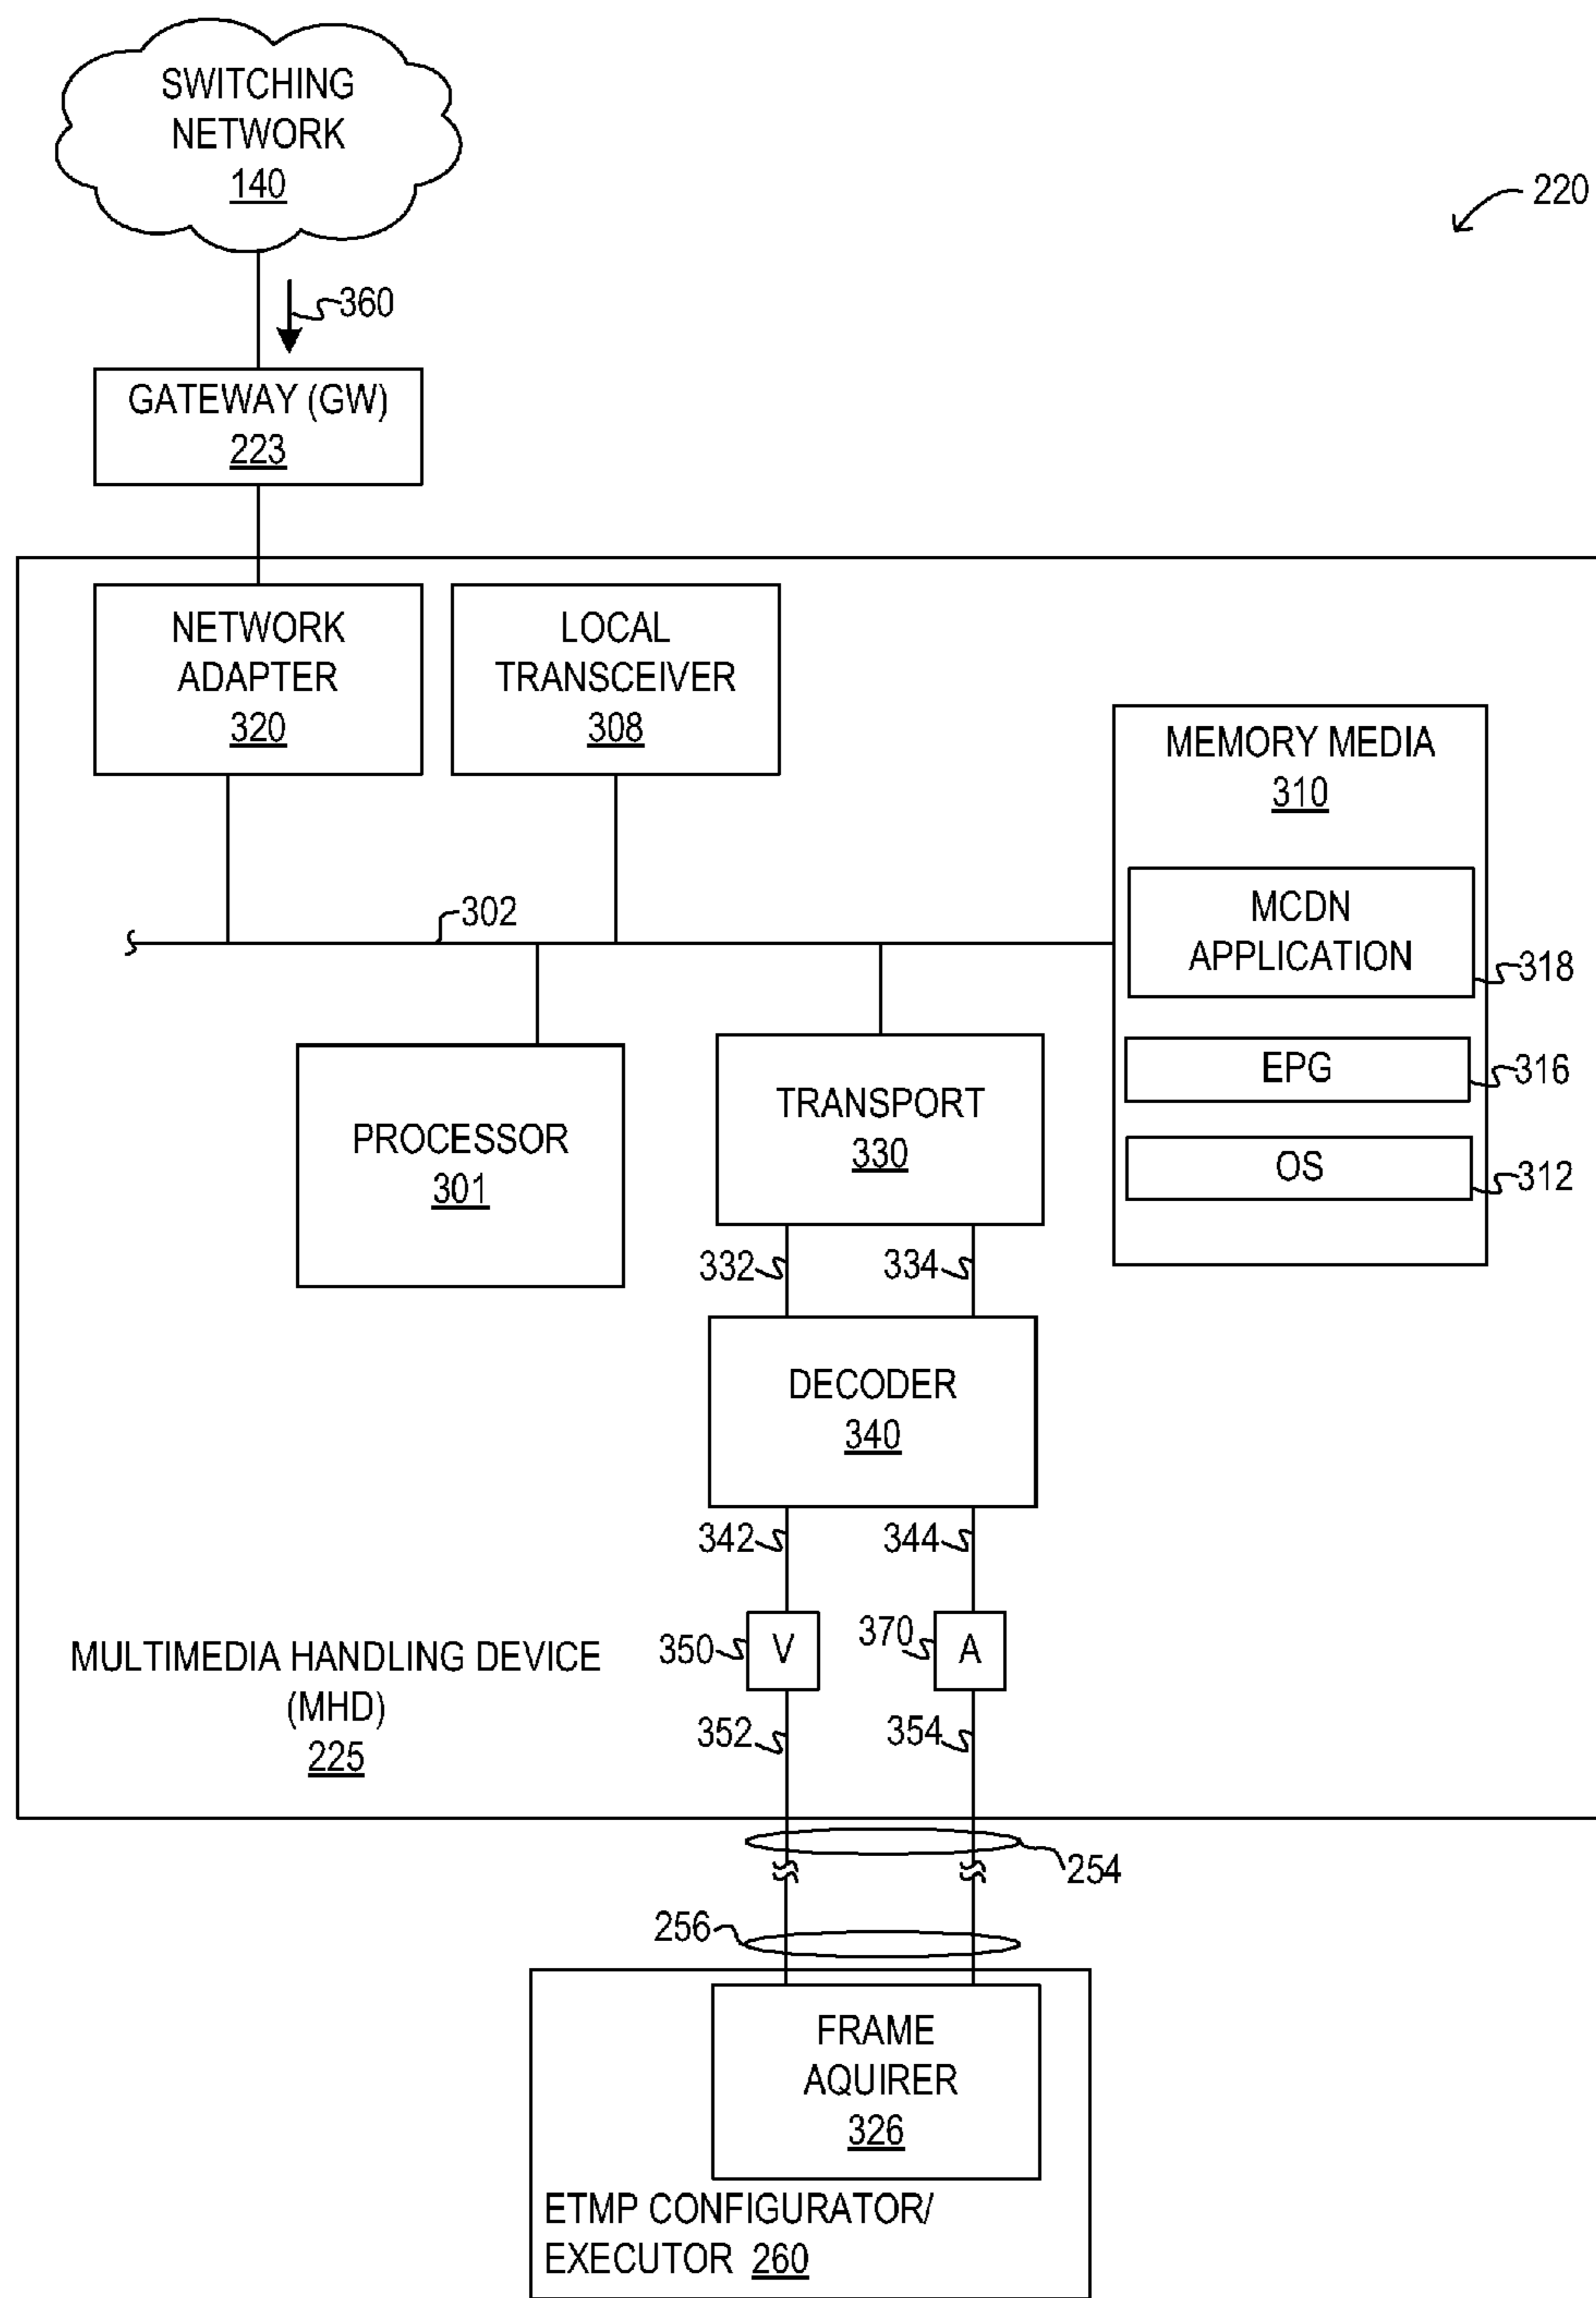 SWITCHING
NETWORK
140
220
360
GATEWAY (GW)
223
NETWORK
ADAPTER
320
LOCAL
TRANSCEIVER
308
MEMORY MEDIA
310
MCDN
APPLICATION
318
EPG
316
OS
312
302
PROCESSOR
301
TRANSPORT
330
332
334
DECODER
340
342
344
350
V
370
A
352
354
MULTIMEDIA HANDLING DEVICE
(MHD)
225
254
256
FRAME
AQUIRER
326
ETMP CONFIGURATOR/
EXECUTOR 260